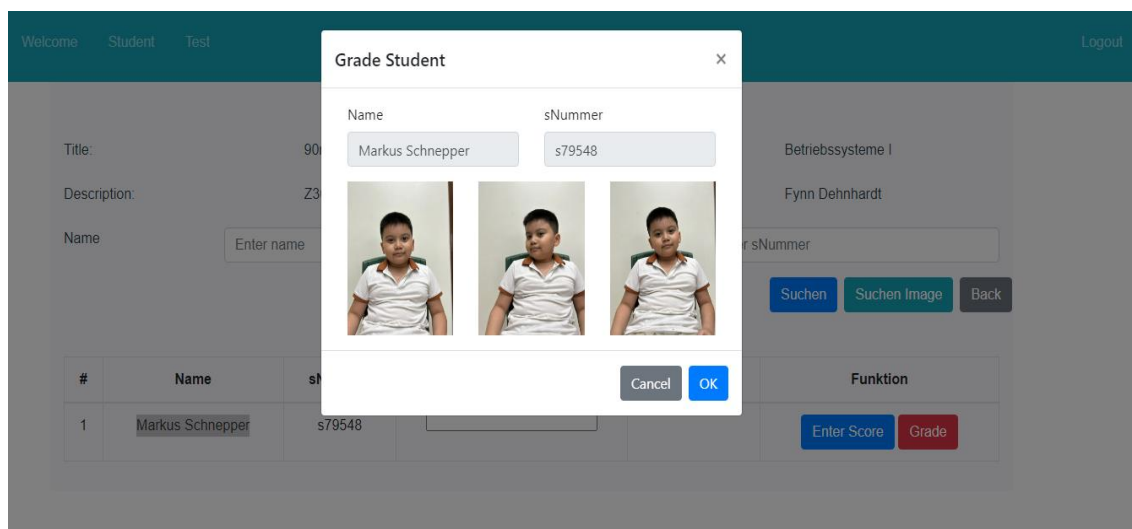 Welcome Student Test Logout
Grade Student ×
Name sNummer
Markus Schnepper s79548
Title: Betriebssysteme I
Description: Fynn Dehnhardt
Name Enter name sNummer
Suchen Suchen Image Back
Cancel OK
# Name Funktion
1 Markus Schnepper s79548 Enter Score Grade